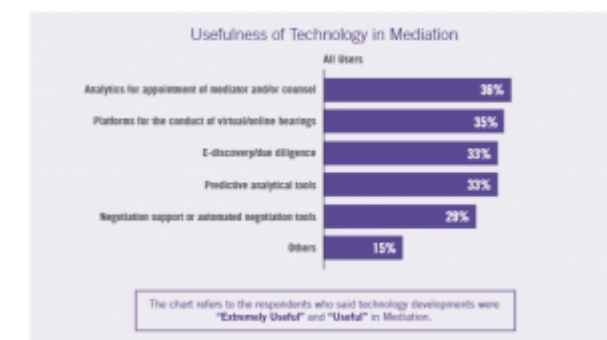 Usefulness of Technology in Mediation
All Users
Analytics for appointment of mediator and/or counsel 36%
Platforms for the conduct of virtual/online hearings 35%
E-discovery/due diligence 33%
Predictive analytical tools 33%
Negotiation support or automated negotiation tools 29%
Others 15%
The chart refers to the respondents who said technology developments were
"Extremely Useful" and "Useful" in Mediation.